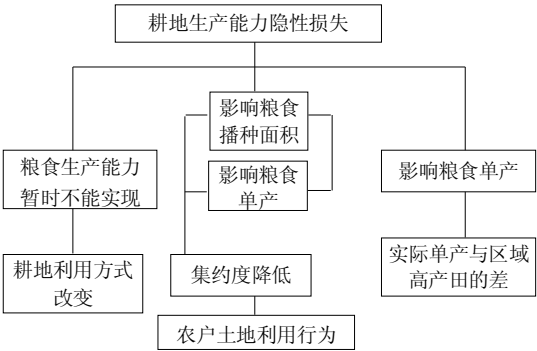 耕地生产能力隐性损失
影响粮食
播种面积
粮食生产能力
暂时不能实现
影响粮食
单产
影响粮食单产
耕地利用方式
改变
集约度降低
实际单产与区域
高产田的差
农户土地利用行为